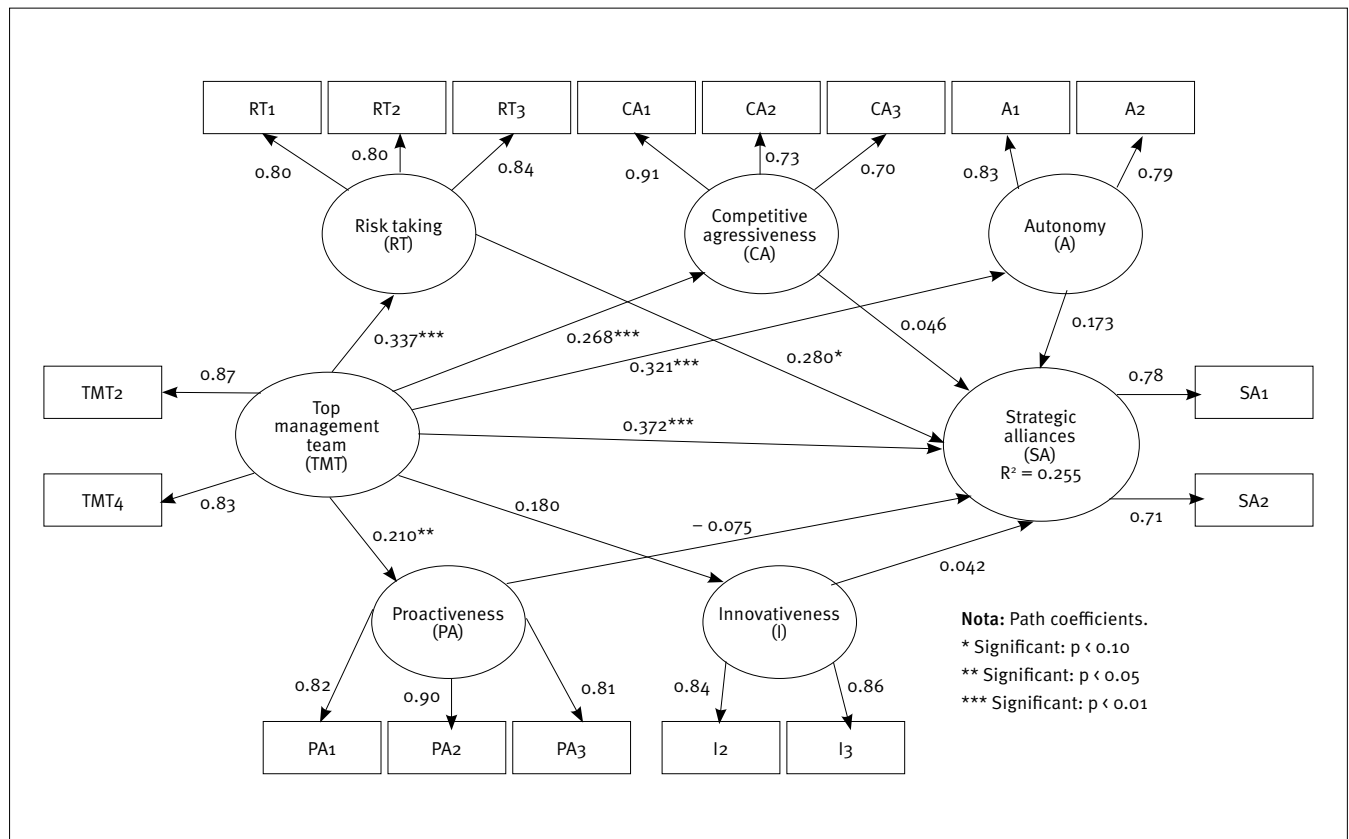 RT1
RT2
RT3
CA1
CA2
CA3
A1
A2
0.80
0.80
0.84
0.91
0.73
0.70
0.83
0.79
Risk taking
(RT)
Competitive
agressiveness
(CA)
Autonomy
(A)
0.337***
0.268***
0.321***
0.280*
0.046
0.173
TMT2
0.87
TMT4
0.83
Top
management
team
(TMT)
0.372***
Strategic
alliances
(SA)
R² = 0.255
0.78
SA1
0.71
SA2
0.210**
0.180
– 0.075
0.042
Proactiveness
(PA)
Innovativeness
(I)
0.82
0.90
0.81
0.84
0.86
PA1
PA2
PA3
I2
I3
Nota: Path coefficients.
* Significant: p < 0.10
** Significant: p < 0.05
*** Significant: p < 0.01